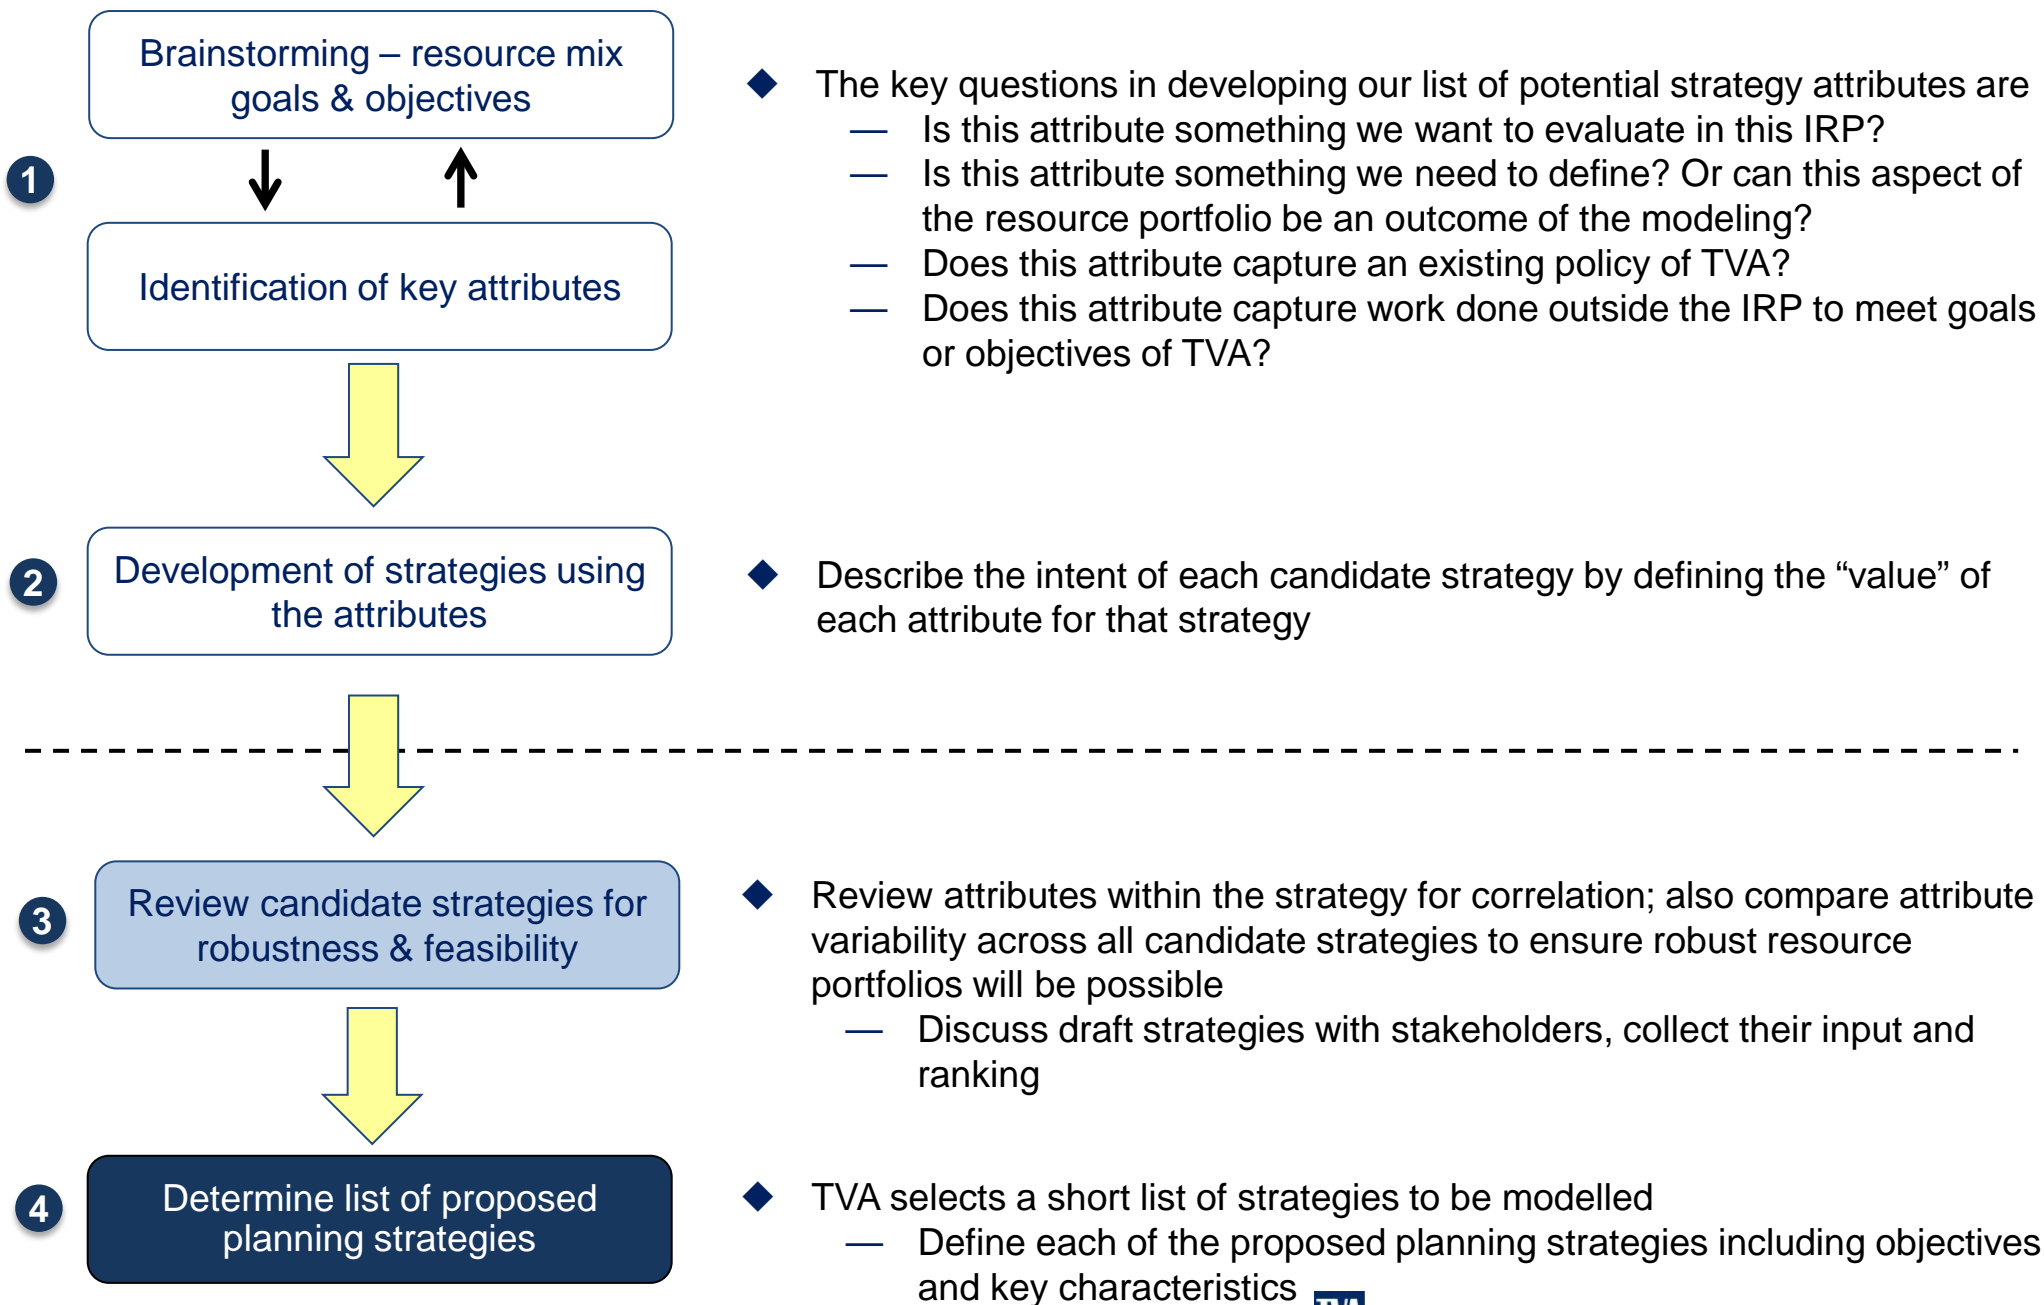 Brainstorming – resource mix
goals & objectives
1
Identification of key attributes
◆ The key questions in developing our list of potential strategy attributes are
— Is this attribute something we want to evaluate in this IRP?
— Is this attribute something we need to define? Or can this aspect of
the resource portfolio be an outcome of the modeling?
— Does this attribute capture an existing policy of TVA?
— Does this attribute capture work done outside the IRP to meet goals
or objectives of TVA?
2
Development of strategies using
the attributes
◆ Describe the intent of each candidate strategy by defining the “value” of
each attribute for that strategy
3
Review candidate strategies for
robustness & feasibility
◆ Review attributes within the strategy for correlation; also compare attribute
variability across all candidate strategies to ensure robust resource
portfolios will be possible
— Discuss draft strategies with stakeholders, collect their input and
ranking
4
Determine list of proposed
planning strategies
◆ TVA selects a short list of strategies to be modelled
— Define each of the proposed planning strategies including objectives
and key characteristics
TVA